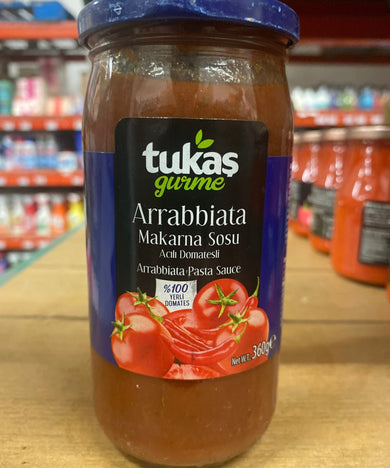 tukaş
gurme
Arrabbiata
Makarna Sosu
Acılı Domatesli
Arrabbiata Pasta Sauce
%100
YERLİ
DOMATES
Net W.T.: 360g℮